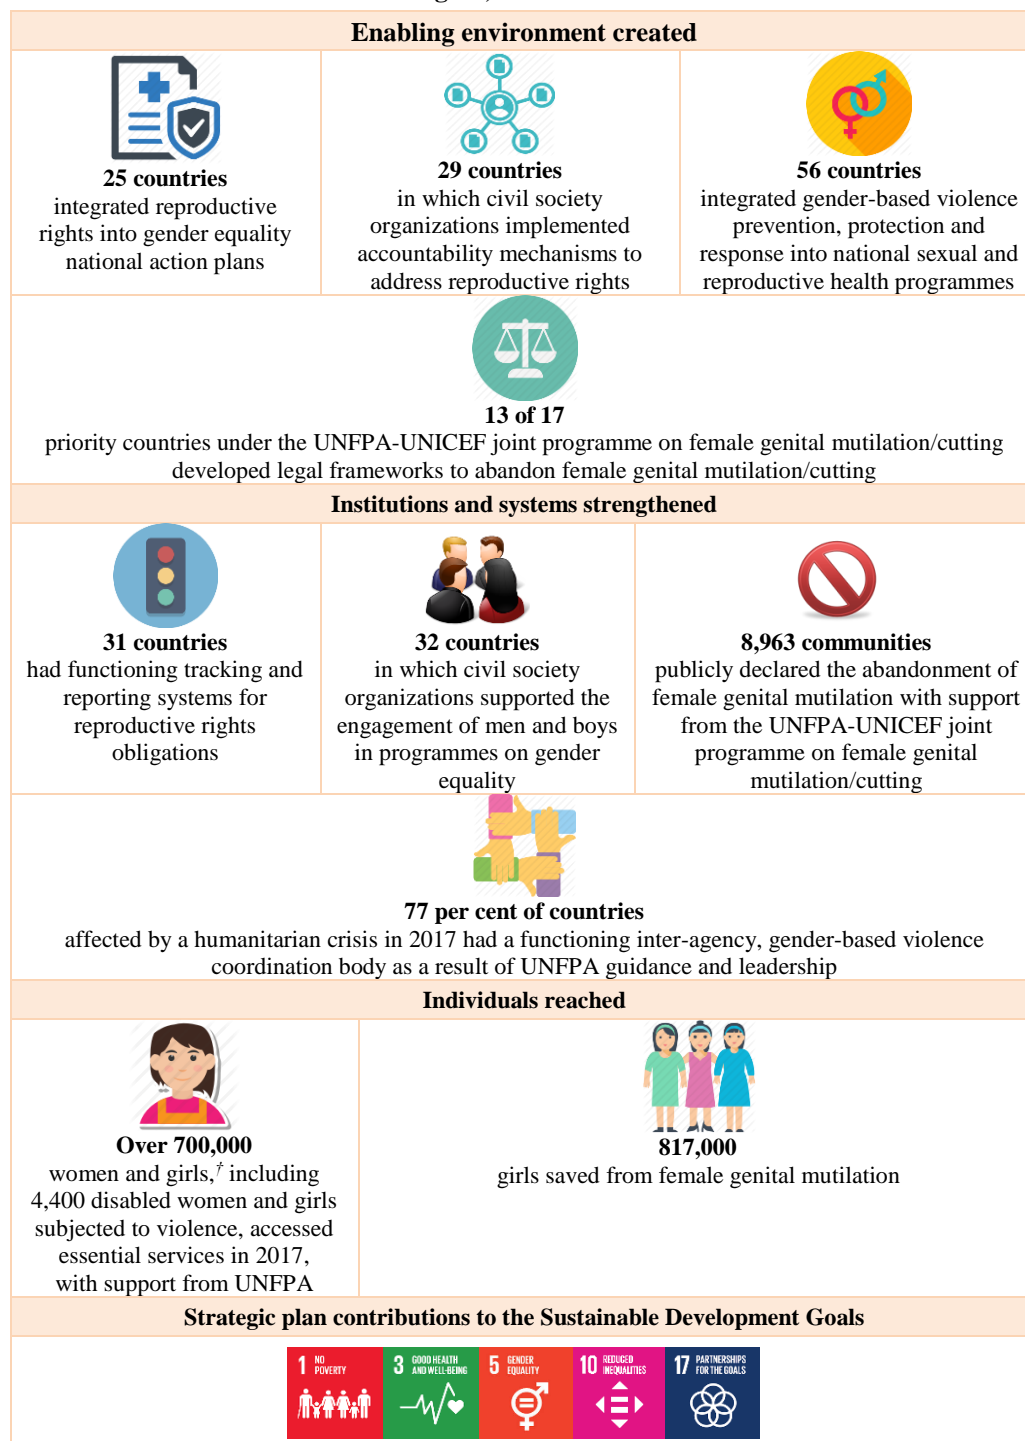 Enabling environment created
25 countries
integrated reproductive
rights into gender equality
national action plans
29 countries
in which civil society
organizations implemented
accountability mechanisms to
address reproductive rights
56 countries
integrated gender-based violence
prevention, protection and
response into national sexual and
reproductive health programmes
13 of 17
priority countries under the UNFPA-UNICEF joint programme on female genital mutilation/cutting
developed legal frameworks to abandon female genital mutilation/cutting
Institutions and systems strengthened
31 countries
had functioning tracking and
reporting systems for
reproductive rights
obligations
32 countries
in which civil society
organizations supported the
engagement of men and boys
in programmes on gender
equality
8,963 communities
publicly declared the abandonment of
female genital mutilation with support
from the UNFPA-UNICEF joint
programme on female genital
mutilation/cutting
77 per cent of countries
affected by a humanitarian crisis in 2017 had a functioning inter-agency, gender-based violence
coordination body as a result of UNFPA guidance and leadership
Individuals reached
Over 700,000
women and girls,† including
4,400 disabled women and girls
subjected to violence, accessed
essential services in 2017,
with support from UNFPA
817,000
girls saved from female genital mutilation
Strategic plan contributions to the Sustainable Development Goals
1 NO
POVERTY
3 GOOD HEALTH
AND WELL-BEING
5 GENDER
EQUALITY
10 REDUCED
INEQUALITIES
17 PARTNERSHIPS
FOR THE GOALS